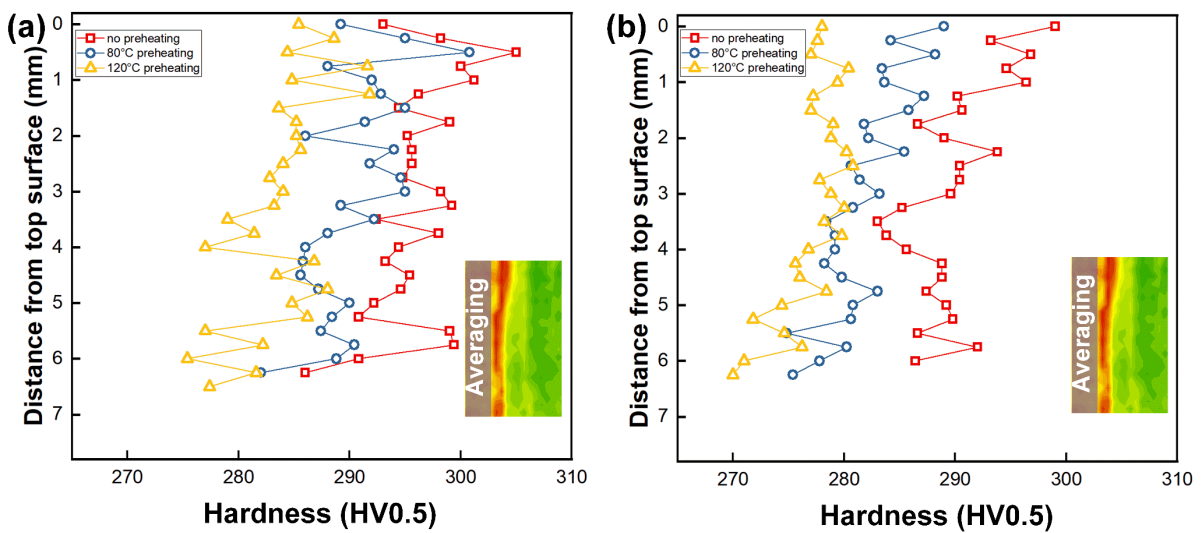 (a)
no preheating
80°C preheating
120°C preheating
0
1
2
3
4
5
6
7
Distance from top surface (mm)
Averaging
270
280
290
300
310
Hardness (HV0.5)
(b)
no preheating
80°C preheating
120°C preheating
0
1
2
3
4
5
6
7
Distance from top surface (mm)
Averaging
270
280
290
300
310
Hardness (HV0.5)